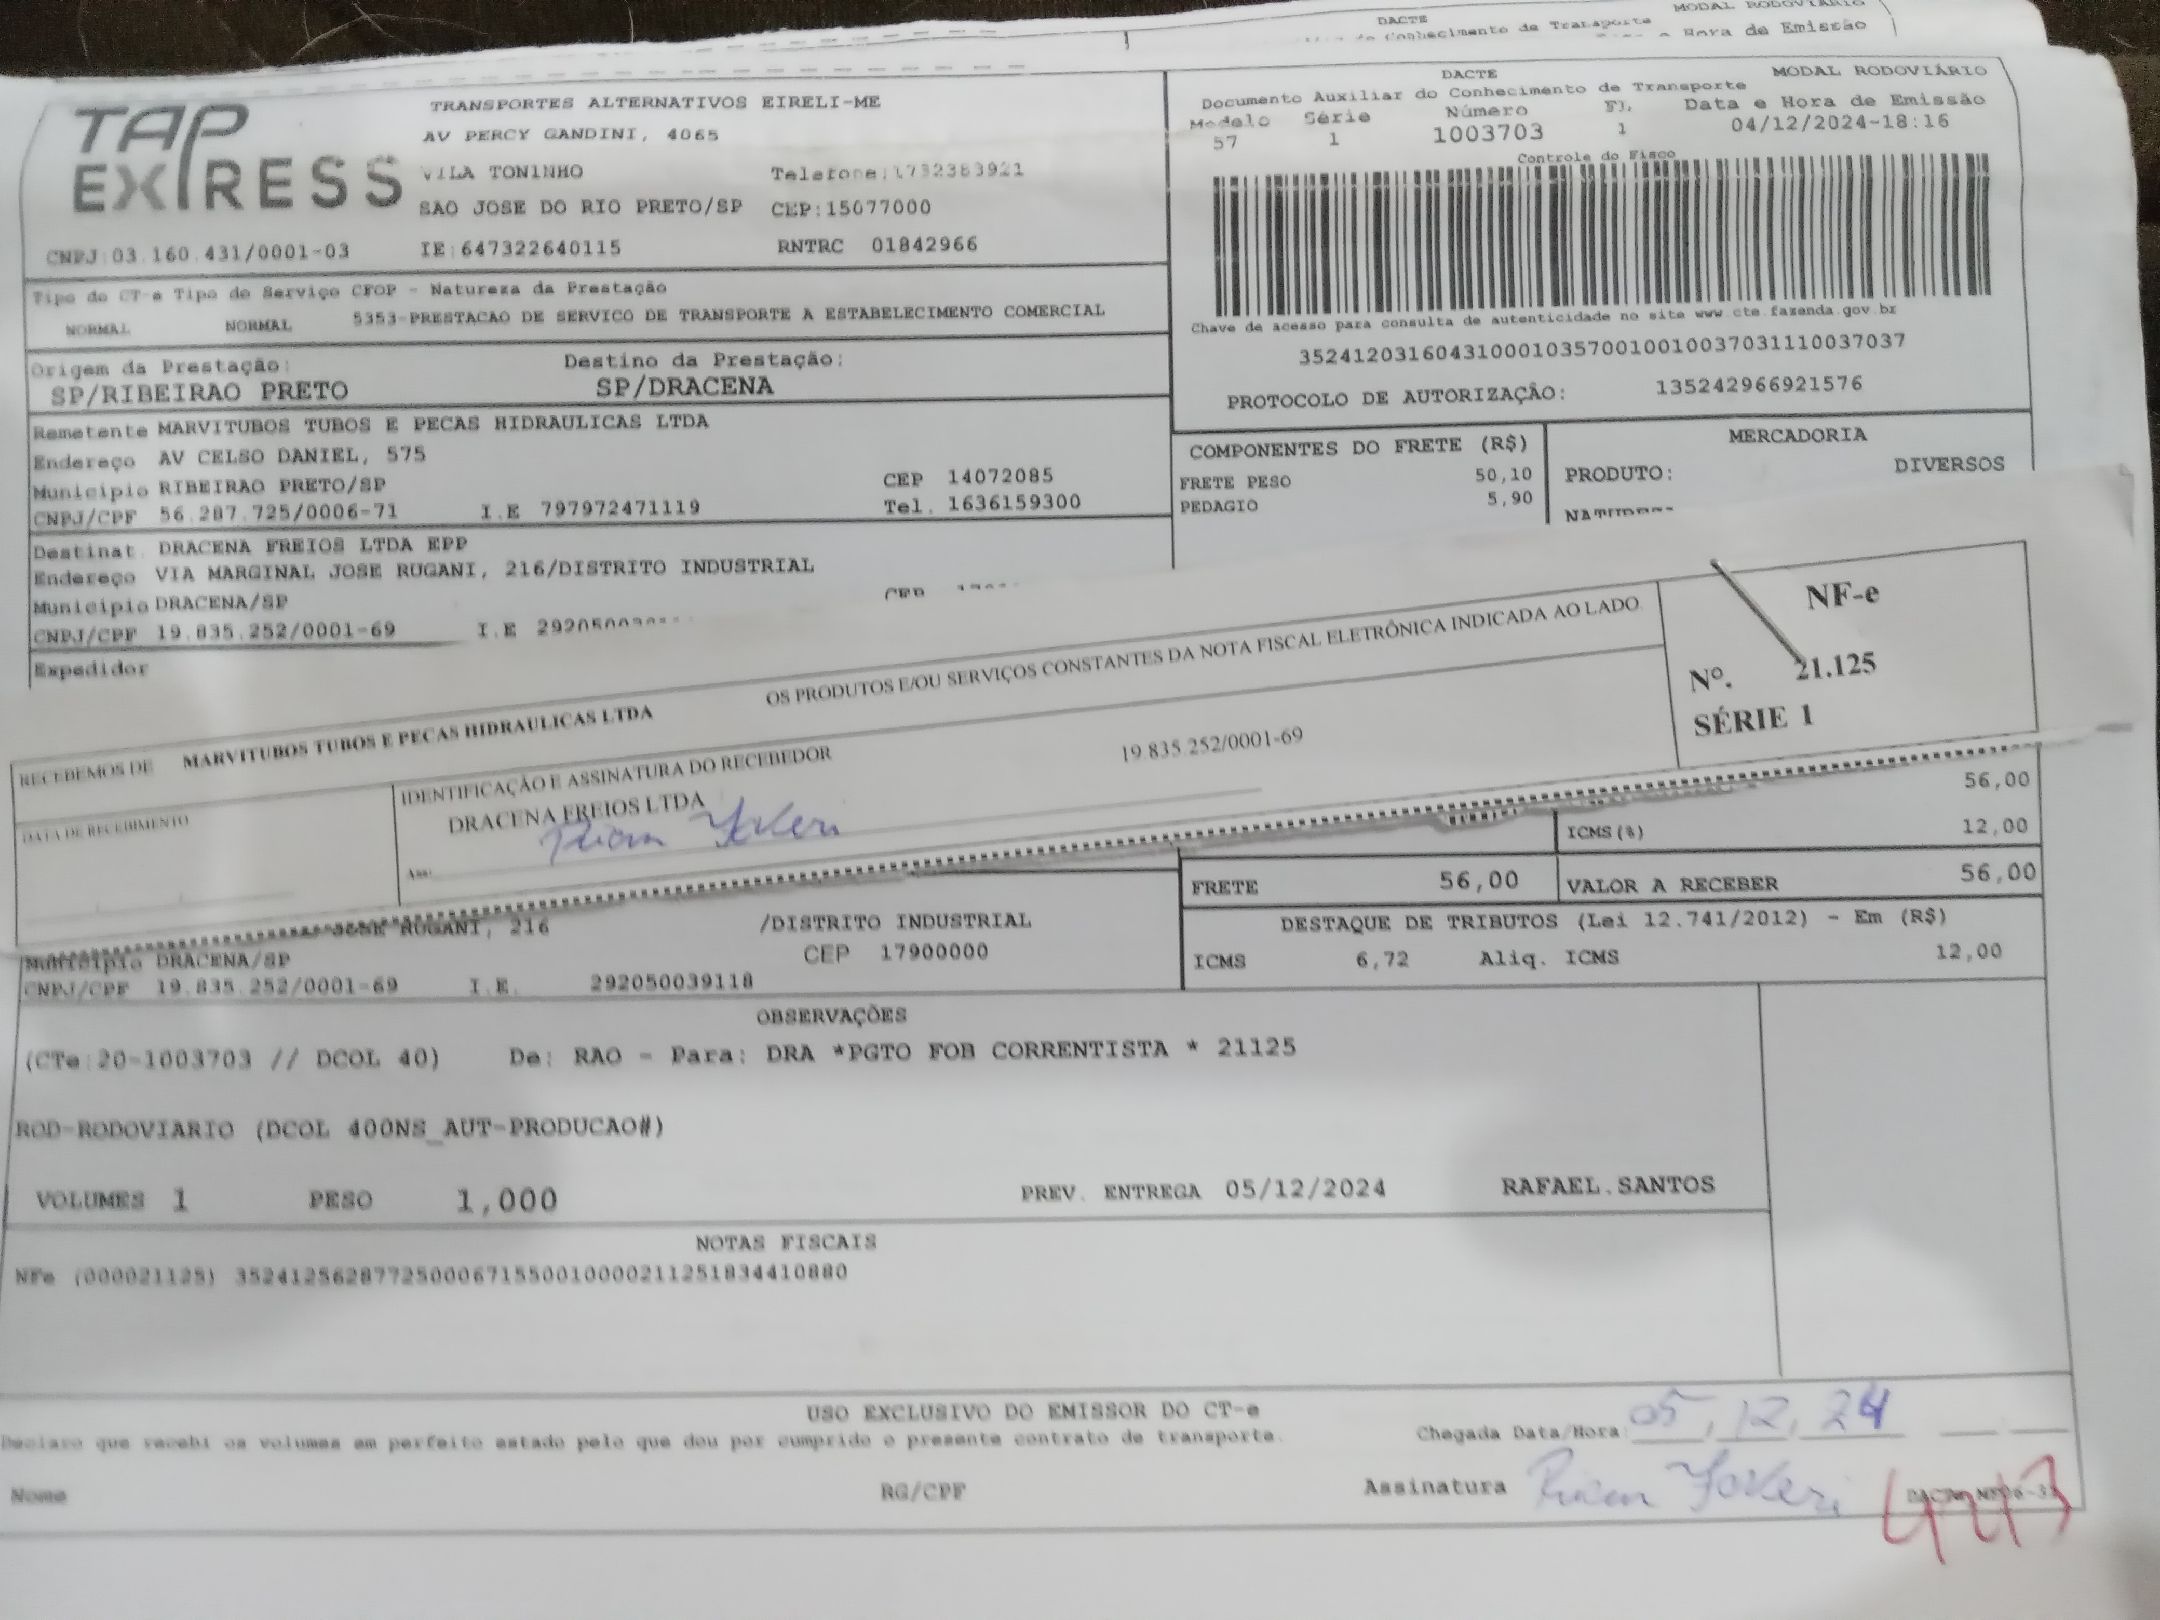 DACTE
MODAL RODOVIÁRIO
Conhecimento de Transporte
Hora de Emissão
TAP EXPRESS
TRANSPORTES ALTERNATIVOS EIRELI-ME
AV PERCY GANDINI, 4065
VILA TONINHO Telefone:1732383921
SAO JOSE DO RIO PRETO/SP CEP:15077000
CNPJ:03.160.431/0001-03 IE:647322640115 RNTRC 01842966
DACTE MODAL RODOVIÁRIO
Documento Auxiliar do Conhecimento de Transporte
Modelo Série Número FL Data e Hora de Emissão
57 1 1003703 1 04/12/2024-18:16
Controle do Fisco
Chave de acesso para consulta de autenticidade no site www.cte.fazenda.gov.br
35241203160431000103570010010037031110037037
PROTOCOLO DE AUTORIZAÇÃO: 135242966921576
Tipo do CT-e Tipo de Serviço CFOP - Natureza da Prestação
NORMAL NORMAL 5353-PRESTACAO DE SERVICO DE TRANSPORTE A ESTABELECIMENTO COMERCIAL
Origem da Prestação: Destino da Prestação:
SP/RIBEIRAO PRETO SP/DRACENA
Remetente MARVITUBOS TUBOS E PECAS HIDRAULICAS LTDA
Endereço AV CELSO DANIEL, 575
Município RIBEIRAO PRETO/SP CEP 14072085
CNPJ/CPF 56.287.725/0006-71 I.E 797972471119 Tel. 1636159300
COMPONENTES DO FRETE (R$) MERCADORIA
FRETE PESO 50,10 PRODUTO: DIVERSOS
PEDAGIO 5,90
Destinat. DRACENA FREIOS LTDA EPP
Endereço VIA MARGINAL JOSE RUGANI, 216/DISTRITO INDUSTRIAL
Município DRACENA/SP CEP
CNPJ/CPF 19.835.252/0001-69 I.E
Expedidor
RECEBEMOS DE MARVITUBOS TUBOS E PECAS HIDRAULICAS LTDA OS PRODUTOS E/OU SERVIÇOS CONSTANTES DA NOTA FISCAL ELETRÔNICA INDICADA AO LADO
NF-e
Nº. 21.125
SÉRIE 1
DATA DE RECEBIMENTO
IDENTIFICAÇÃO E ASSINATURA DO RECEBEDOR
DRACENA FREIOS LTDA 19.835.252/0001-69
Ass:
56,00
ICMS(%) 12,00
FRETE 56,00 VALOR A RECEBER 56,00
DESTAQUE DE TRIBUTOS (Lei 12.741/2012) - Em (R$)
ICMS 6,72 Aliq. ICMS 12,00
JOSE RUGANI, 216 /DISTRITO INDUSTRIAL
Município DRACENA/SP CEP 17900000
CNPJ/CPF 19.835.252/0001-69 I.E. 292050039118
OBSERVAÇÕES
(CTe:20-1003703 // DCOL 40) De: RAO - Para: DRA *PGTO FOB CORRENTISTA * 21125
ROD-RODOVIARIO (DCOL 400NS_AUT-PRODUCAO#)
VOLUMES 1 PESO 1,000 PREV. ENTREGA 05/12/2024 RAFAEL.SANTOS
NOTAS FISCAIS
NFe (000021125) 35241256287725000671550010000211251834410880
USO EXCLUSIVO DO EMISSOR DO CT-e
Declaro que recebi os volumes em perfeito estado pelo que dou por cumprido o presente contrato de transporte.
Chegada Data/Hora: 05,12,24
Nome RG/CPF Assinatura